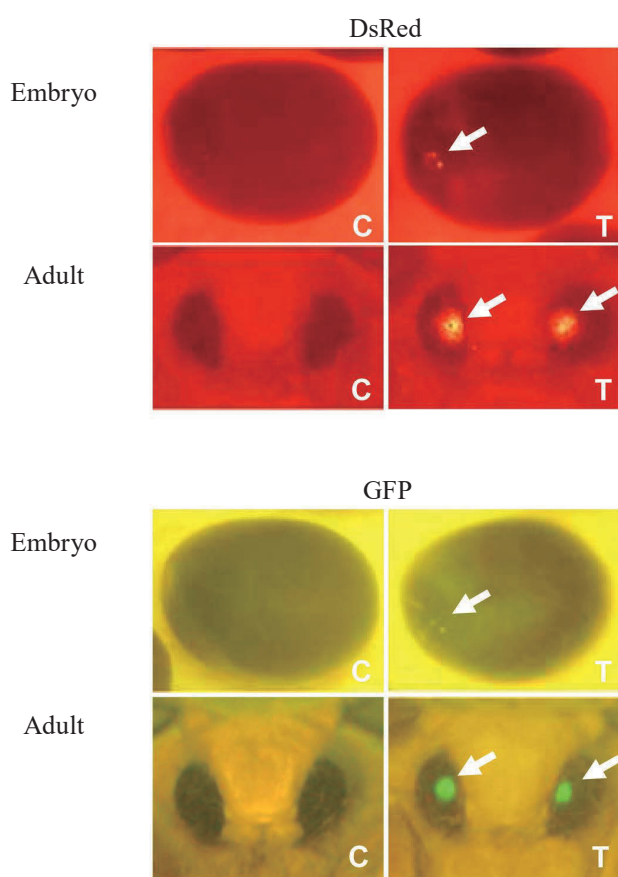 DsRed
Embryo
C T
Adult
C T
GFP
Embryo
C T
Adult
C T